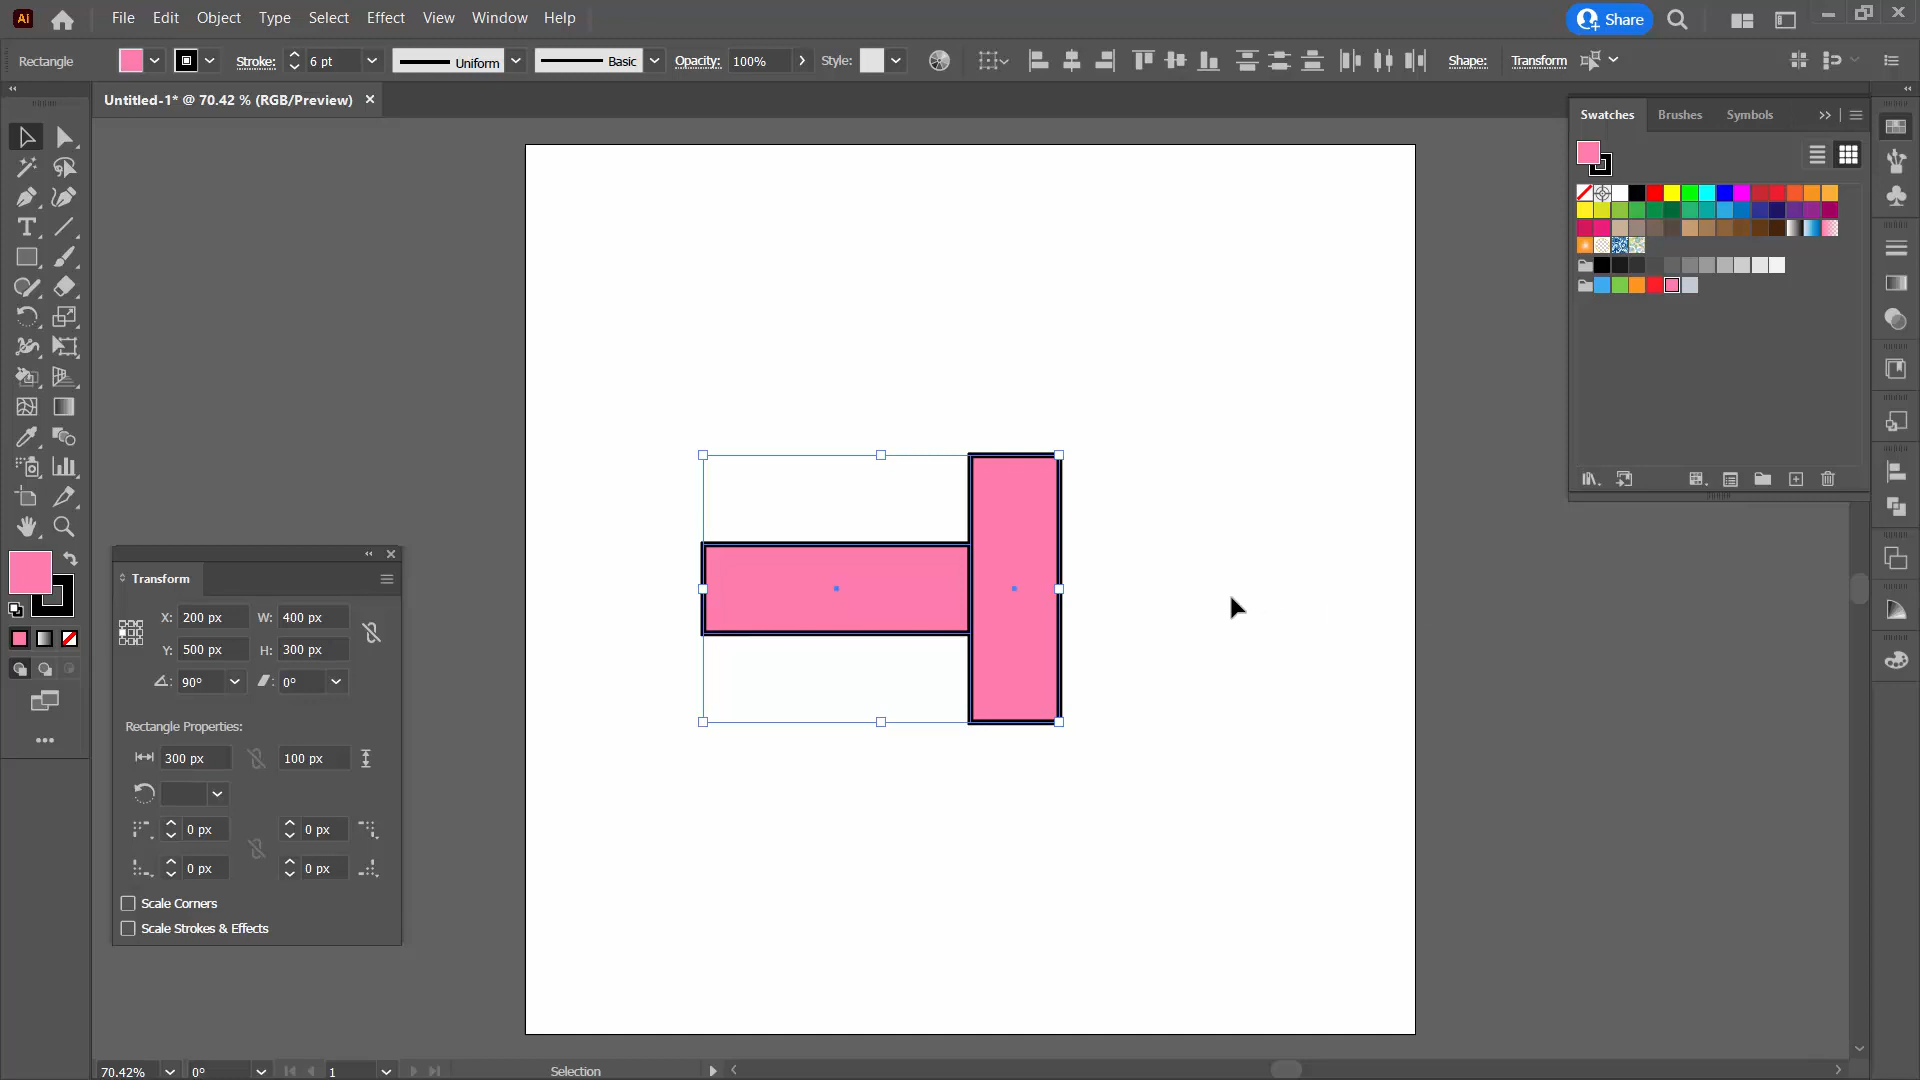 Ai File Edit Object Type Select Effect View Window Help Share
Rectangle Stroke: 6 pt Uniform Basic Opacity: 100% Style: Shape: Transform
Untitled-1* @ 70.42 % (RGB/Preview)
Swatches Brushes Symbols
Transform
X: 200 px W: 400 px
Y: 500 px H: 300 px
90° 0°
Rectangle Properties:
300 px 100 px
0 px 0 px
0 px 0 px
Scale Corners
Scale Strokes & Effects
70.42% 0° 1 Selection